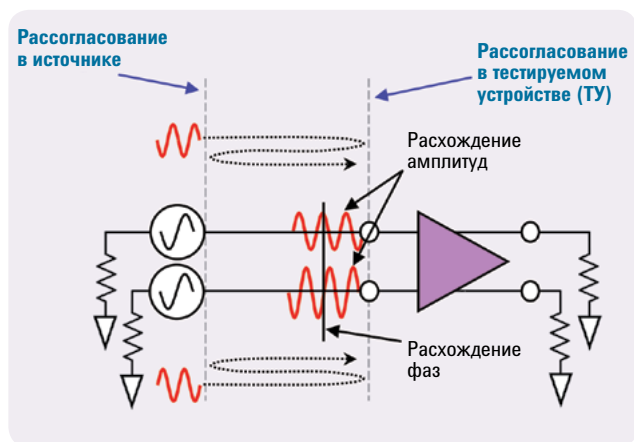 Рассогласование
в источнике
Рассогласование
в тестируемом
устройстве (ТУ)
Расхождение
амплитуд
Расхождение
фаз